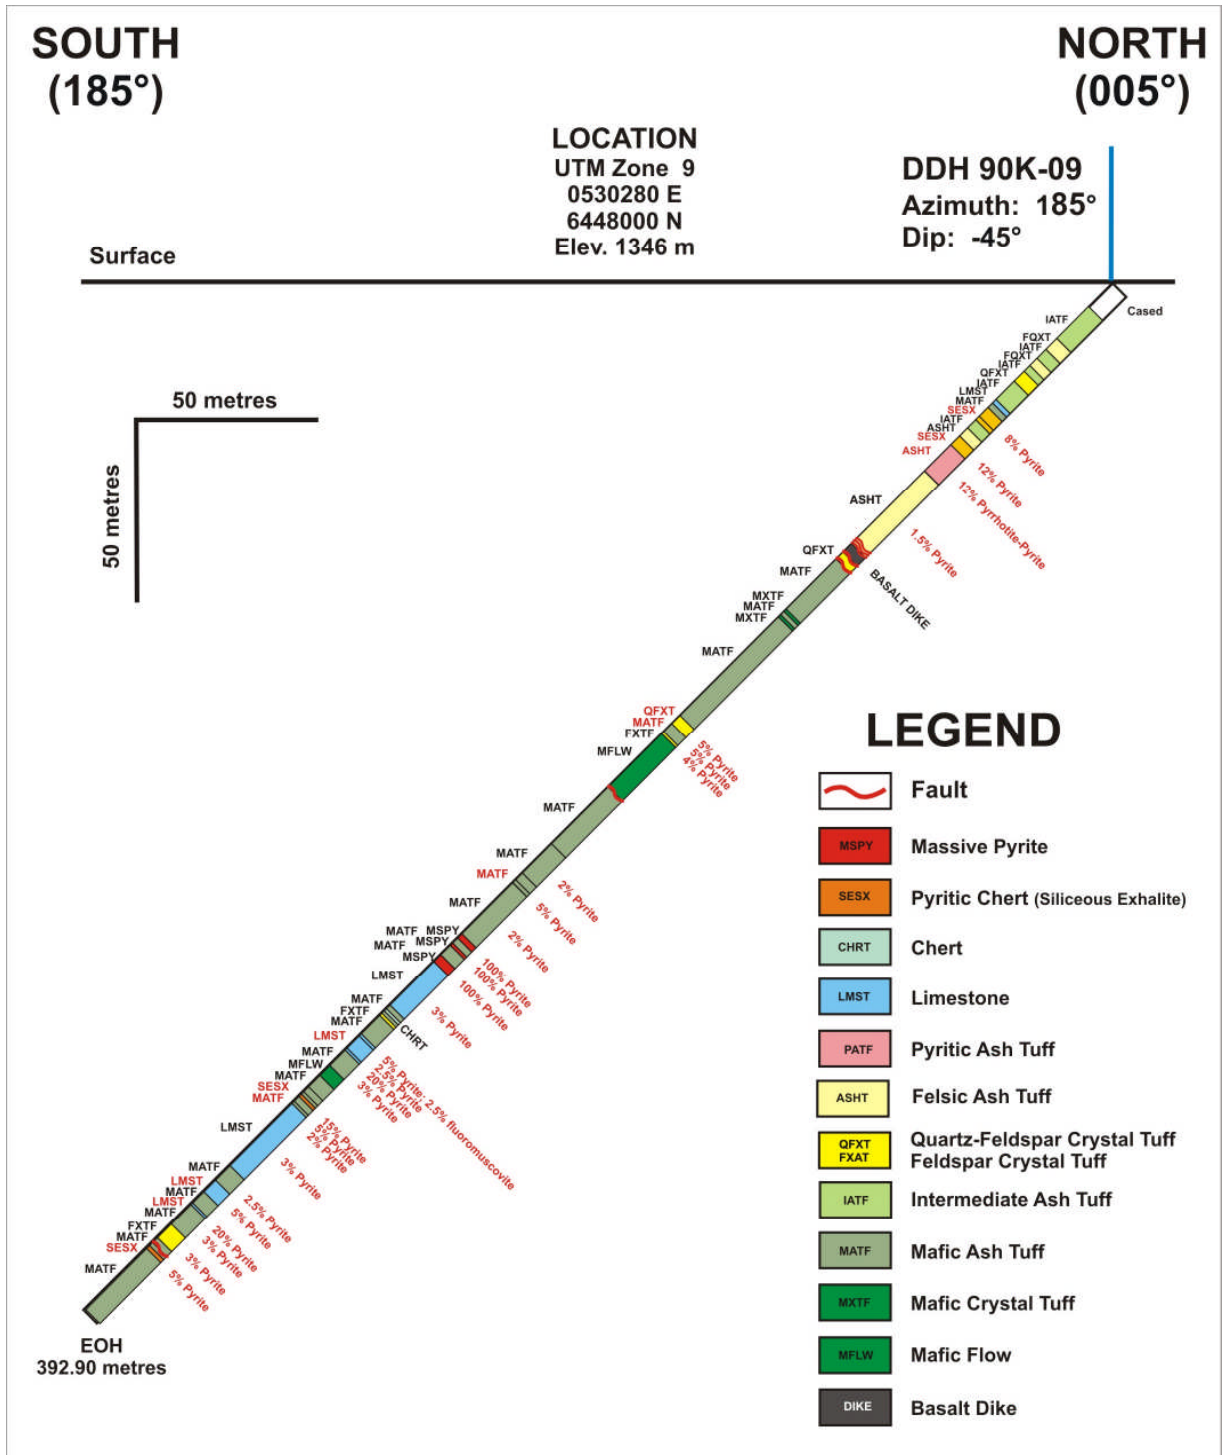 SOUTH
(185°)
NORTH
(005°)
LOCATION
UTM Zone 9
0530280 E
6448000 N
Elev. 1346 m
DDH 90K-09
Azimuth: 185°
Dip: -45°
Surface
Cased
50 metres
50 metres
IATF
FQXT
IATF
FQXT
IATF
QFXT
IATF
LMST
MATF
SESX
IATF
ASHT
SESX
ASHT
8% Pyrite
12% Pyrite
12% Pyrrhotite-Pyrite
ASHT
1.5% Pyrite
QFXT
BASALT DIKE
MATF
MXTF
MATF
MXTF
MATF
QFXT
MATF
FXTF
MFLW
5% Pyrite
5% Pyrite
4% Pyrite
MATF
MATF
MATF
MATF
2% Pyrite
5% Pyrite
2% Pyrite
MATF
MSPY
MATF
MSPY
MSPY
LMST
100% Pyrite
100% Pyrite
100% Pyrite
3% Pyrite
MATF
FXTF
MATF
CHRT
LMST
MATF
MFLW
MATF
SESX
MATF
5% Pyrite; 2.5% fluoromuscovite
2.5% Pyrite
20% Pyrite
3% Pyrite
15% Pyrite
5% Pyrite
2% Pyrite
LMST
3% Pyrite
MATF
LMST
MATF
LMST
MATF
FXTF
MATF
SESX
MATF
2.5% Pyrite
5% Pyrite
20% Pyrite
3% Pyrite
3% Pyrite
5% Pyrite
EOH
392.90 metres
LEGEND
Fault
MSPY Massive Pyrite
SESX Pyritic Chert (Siliceous Exhalite)
CHRT Chert
LMST Limestone
PATF Pyritic Ash Tuff
ASHT Felsic Ash Tuff
QFXT Quartz-Feldspar Crystal Tuff
FXAT Feldspar Crystal Tuff
IATF Intermediate Ash Tuff
MATF Mafic Ash Tuff
MXTF Mafic Crystal Tuff
MFLW Mafic Flow
DIKE Basalt Dike